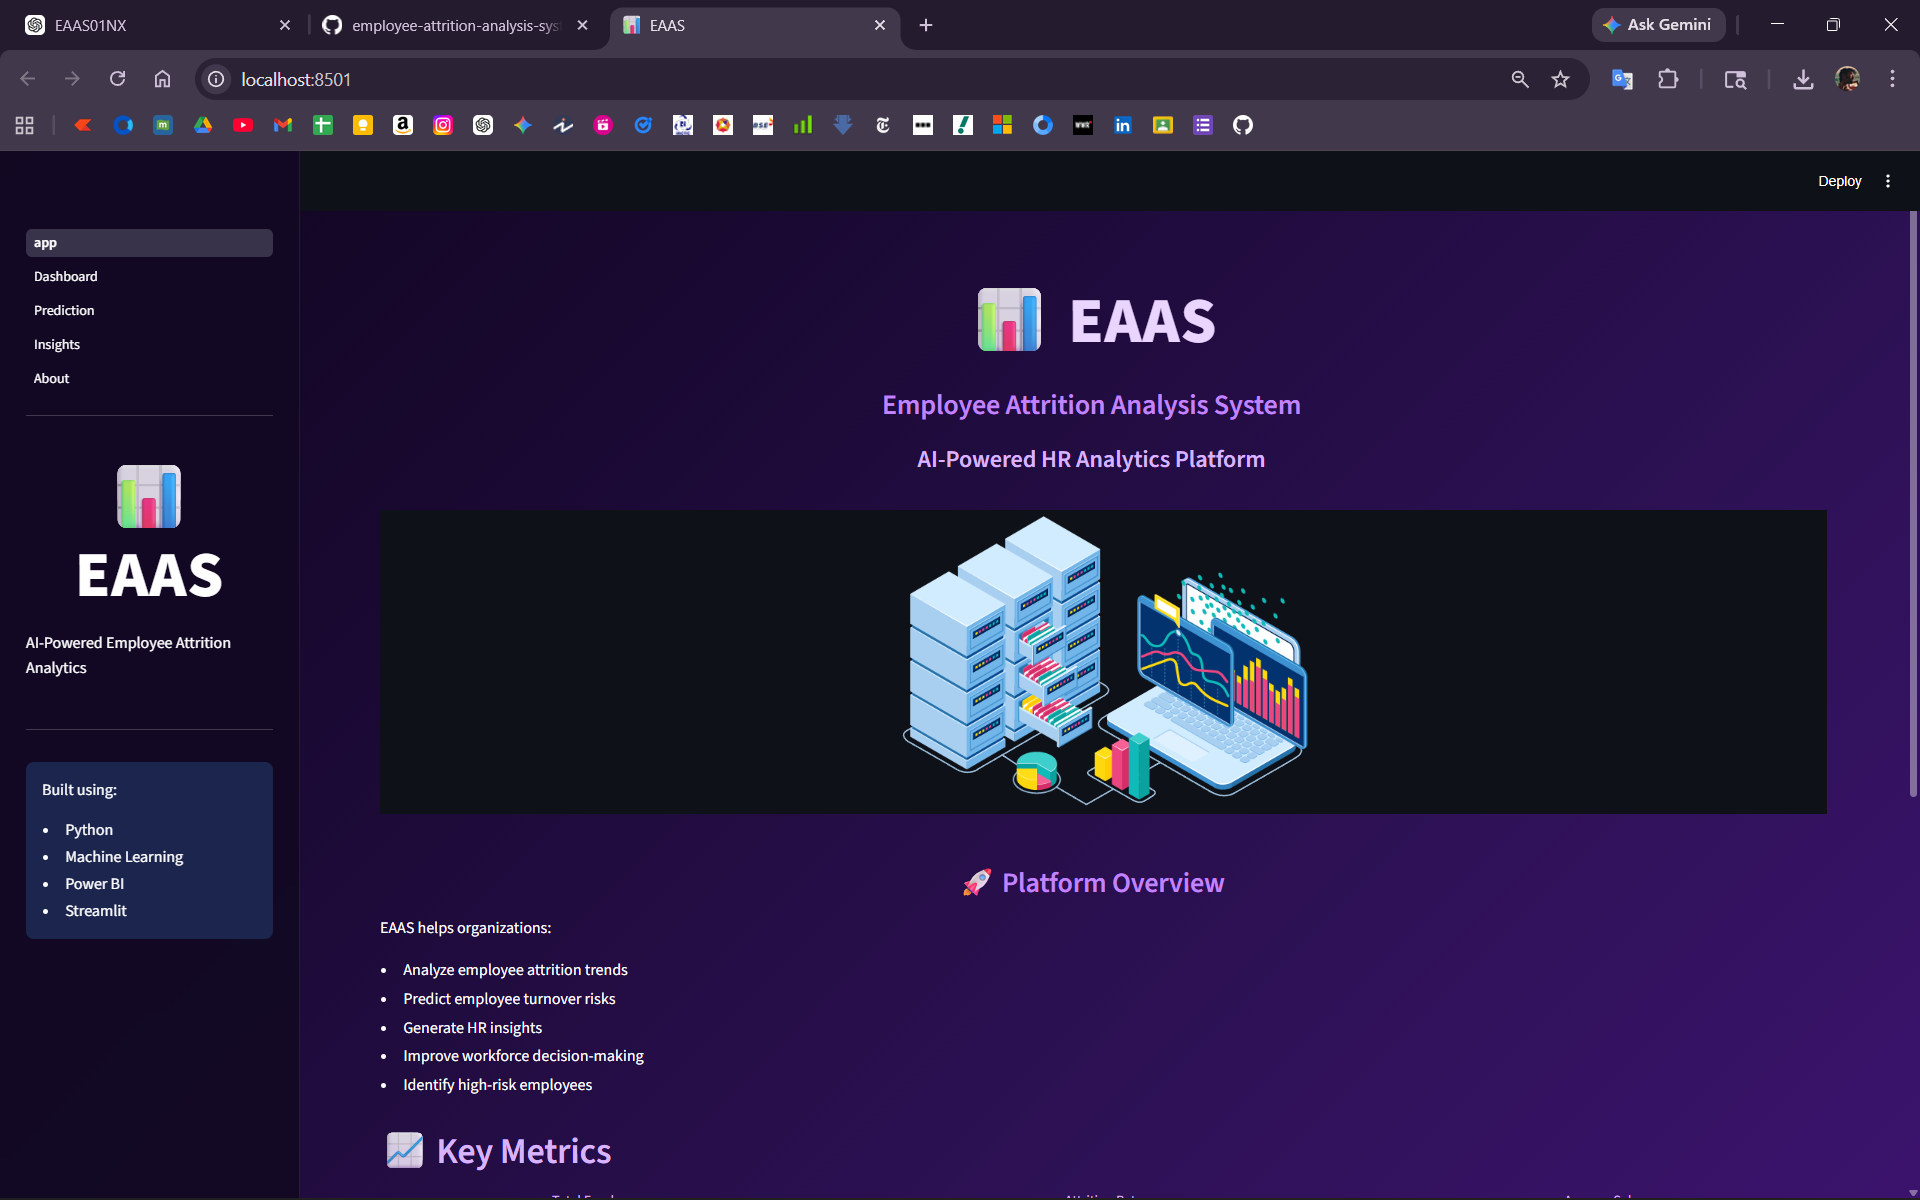 EAAS01NX
employee-attrition-analysis-sys
EAAS
Ask Gemini
localhost:8501
Deploy
app
Dashboard
Prediction
Insights
About
EAAS
AI-Powered Employee Attrition
Analytics
Built using:
• Python
• Machine Learning
• Power BI
• Streamlit
EAAS
Employee Attrition Analysis System
AI-Powered HR Analytics Platform
Platform Overview
EAAS helps organizations:
• Analyze employee attrition trends
• Predict employee turnover risks
• Generate HR insights
• Improve workforce decision-making
• Identify high-risk employees
Key Metrics